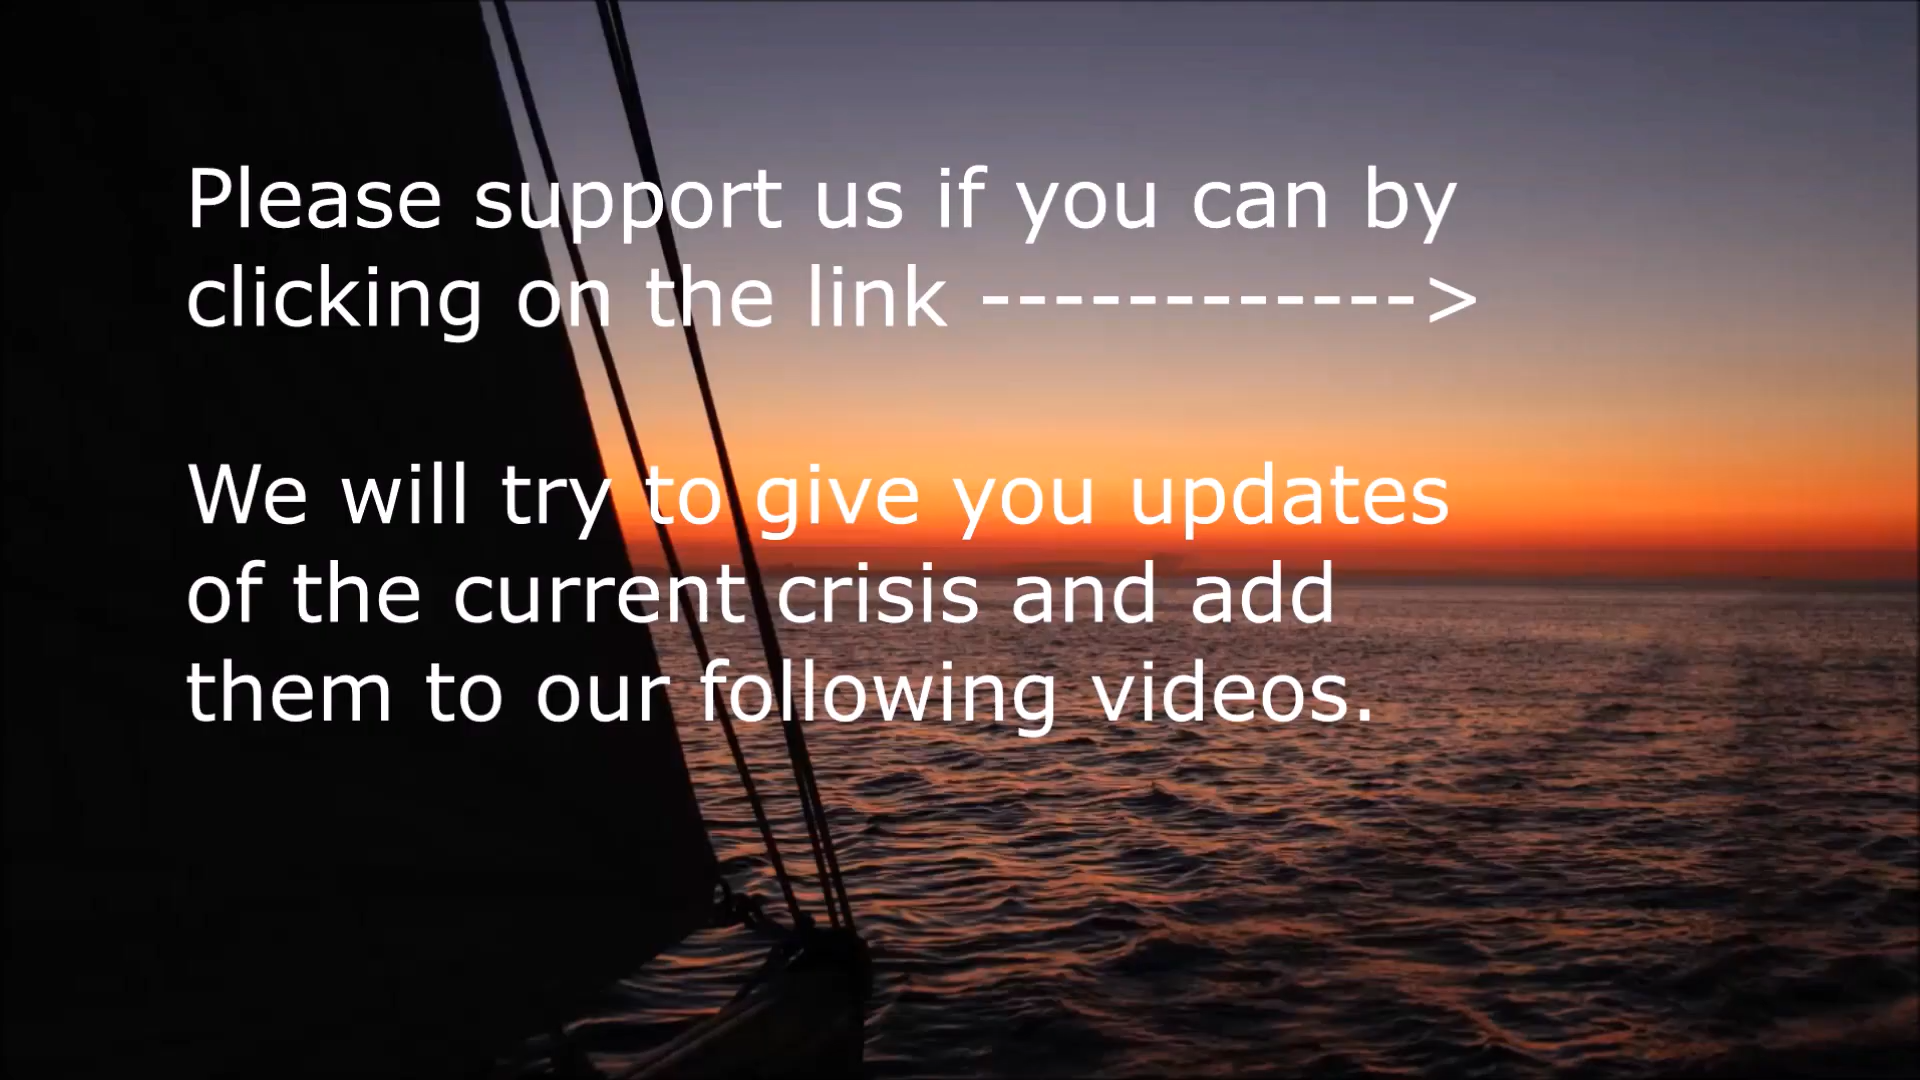 Please support us if you can by
clicking on the link ------------>
We will try to give you updates
of the current crisis and add
them to our following videos.